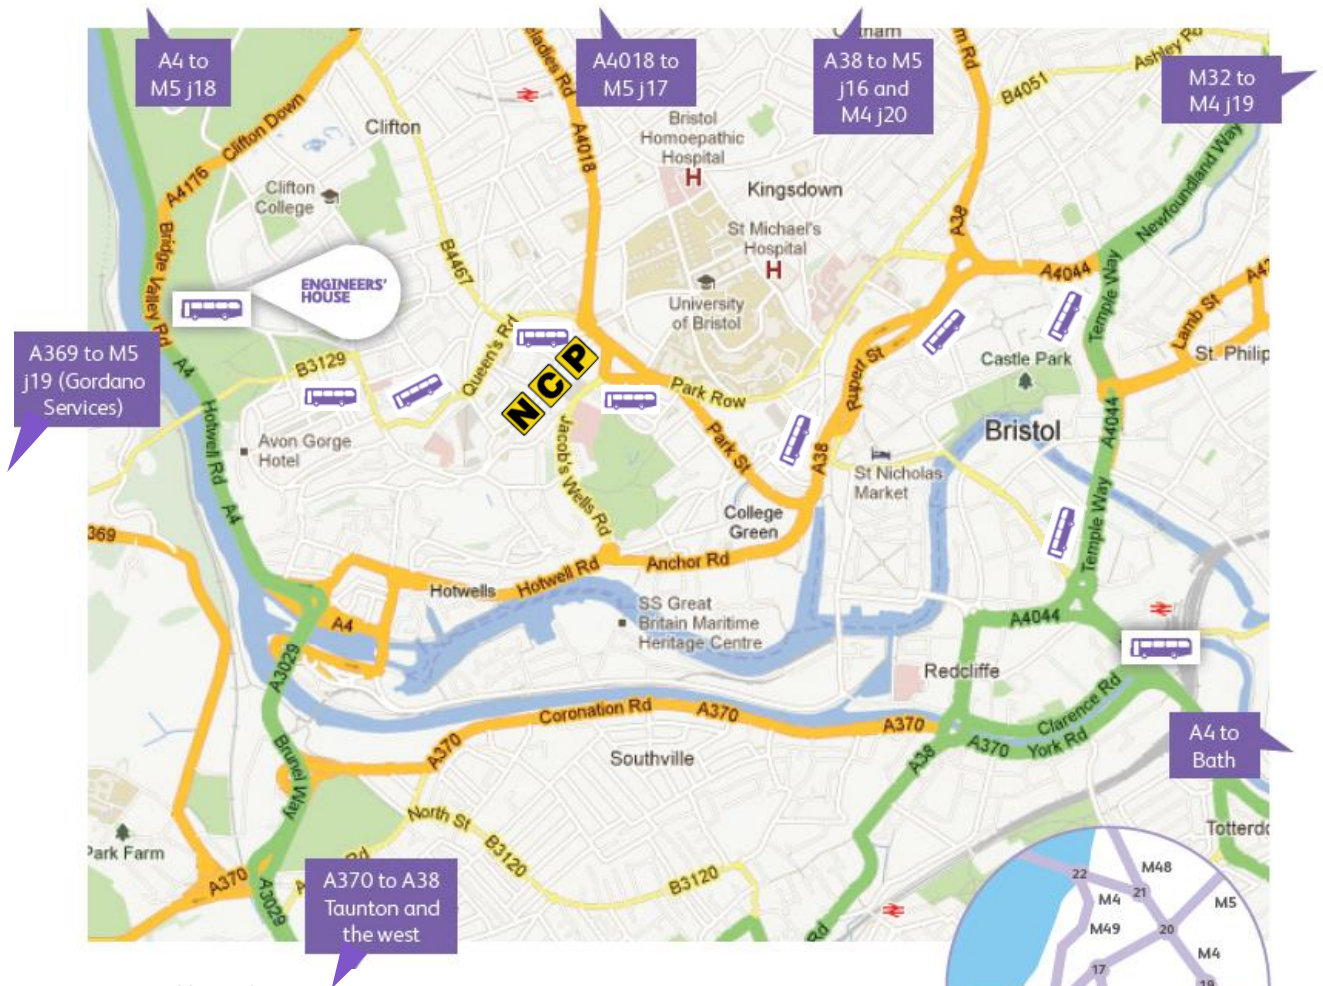 A4 to
M5 j18
A4018 to
M5 j17
A38 to M5
j16 and
M4 j20
M32 to
M4 j19
Ashley Rd
B4051
A4018
Clifton
Clifton Down
A4176
Clifton
College
Bristol
Homoepathic
Hospital
H
Kingsdown
St Michael's
Hospital
H
A38
Newfoundland Way
Bridge Valley Rd
B4467
ENGINEERS'
HOUSE
University
of Bristol
A4044
Temple Way
Lamb St
A369 to M5
j19 (Gordano
Services)
A4
B3129
Queen's Rd
NCP
Park Row
Rupert St
Castle Park
St. Philip
Hotwell Rd
Avon Gorge
Hotel
Jacob's Wells Rd
Park St
A38
Bristol
A4044
St Nicholas
Market
A4
College
Green
Temple Way
369
Hotwells
Hotwell Rd
Anchor Rd
A4
SS Great
Britain Maritime
Heritage Centre
A4044
A3029
Redcliffe
Coronation Rd
A370
A370
Clarence Rd
A370
York Rd
A370
A38
Southville
A4 to
Bath
Brunel Way
North St
B3120
B3120
Totterdo
Park Farm
A370
A3029
Rd
A370 to A38
Taunton and
the west
Rd
22
M48
21
M4
M5
M49
20
M4
17
19